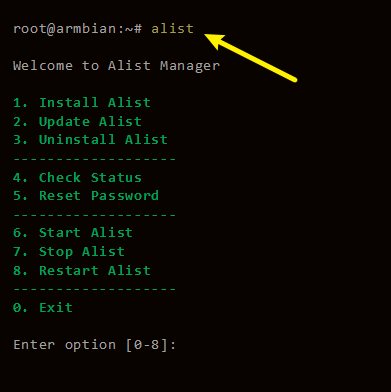 root@armbian:~# alist
Welcome to Alist Manager
1. Install Alist
2. Update Alist
3. Uninstall Alist
-------------------
4. Check Status
5. Reset Password
-------------------
6. Start Alist
7. Stop Alist
8. Restart Alist
-------------------
0. Exit
Enter option [0-8]: